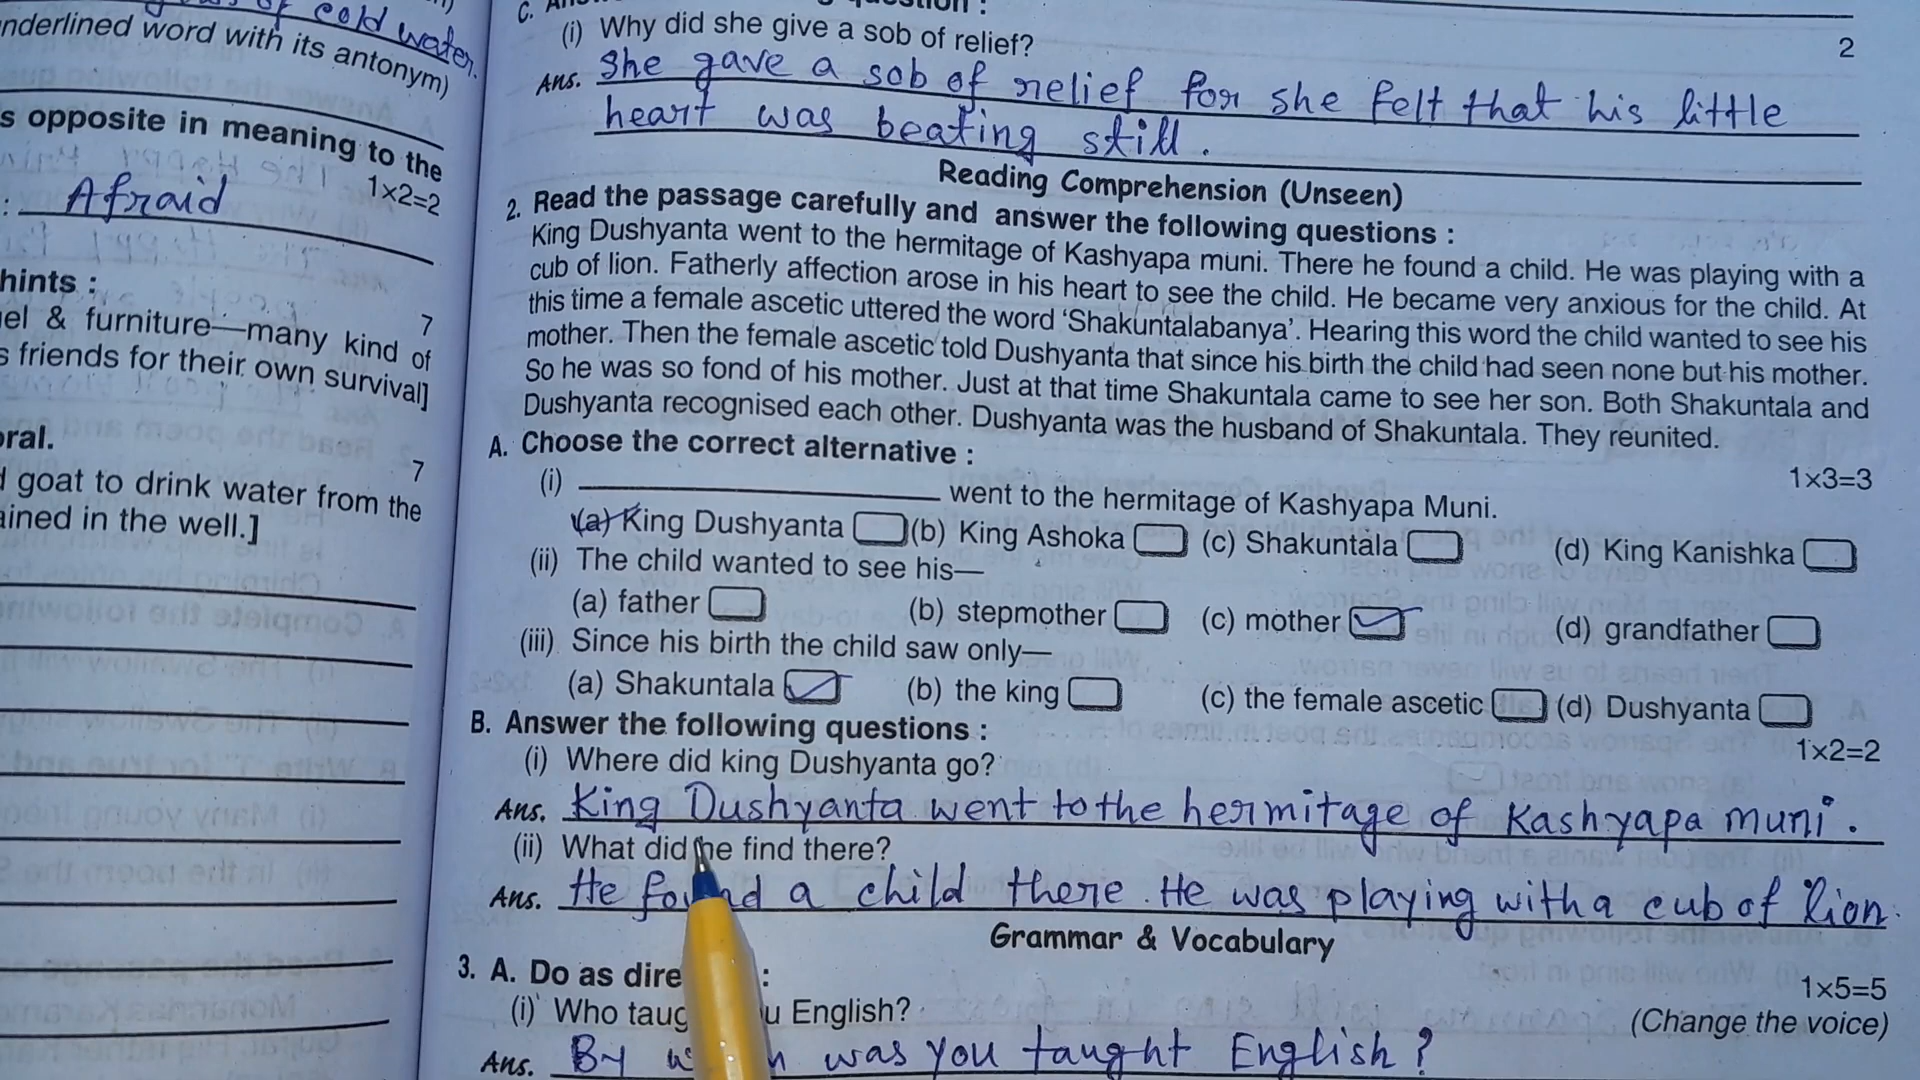 cold water.
nderlined word with its antonym)
s opposite in meaning to the
1×2=2
: Afraid
hints :
7
el & furniture—many kind of
s friends for their own survival]
oral.
7
goat to drink water from the
ained in the well.]
C.
(i) Why did she give a sob of relief?
2
Ans. She gave a sob of relief for she felt that his little
heart was beating still.
Reading Comprehension (Unseen)
2. Read the passage carefully and answer the following questions :
King Dushyanta went to the hermitage of Kashyapa muni. There he found a child. He was playing with a
cub of lion. Fatherly affection arose in his heart to see the child. He became very anxious for the child. At
this time a female ascetic uttered the word 'Shakuntalabanya'. Hearing this word the child wanted to see his
mother. Then the female ascetic told Dushyanta that since his birth the child had seen none but his mother.
So he was so fond of his mother. Just at that time Shakuntala came to see her son. Both Shakuntala and
Dushyanta recognised each other. Dushyanta was the husband of Shakuntala. They reunited.
A. Choose the correct alternative :
1×3=3
(i) ____________ went to the hermitage of Kashyapa Muni.
(a) King Dushyanta (b) King Ashoka (c) Shakuntala (d) King Kanishka
(ii) The child wanted to see his—
(a) father (b) stepmother (c) mother (d) grandfather
(iii) Since his birth the child saw only—
(a) Shakuntala (b) the king (c) the female ascetic (d) Dushyanta
B. Answer the following questions :
1×2=2
(i) Where did king Dushyanta go?
Ans. King Dushyanta went to the hermitage of Kashyapa muni.
(ii) What did he find there?
Ans. He found a child there. He was playing with a cub of lion.
Grammar & Vocabulary
3. A. Do as dire :
1×5=5
(i) Who taug u English?
(Change the voice)
Ans. By was you taught English?